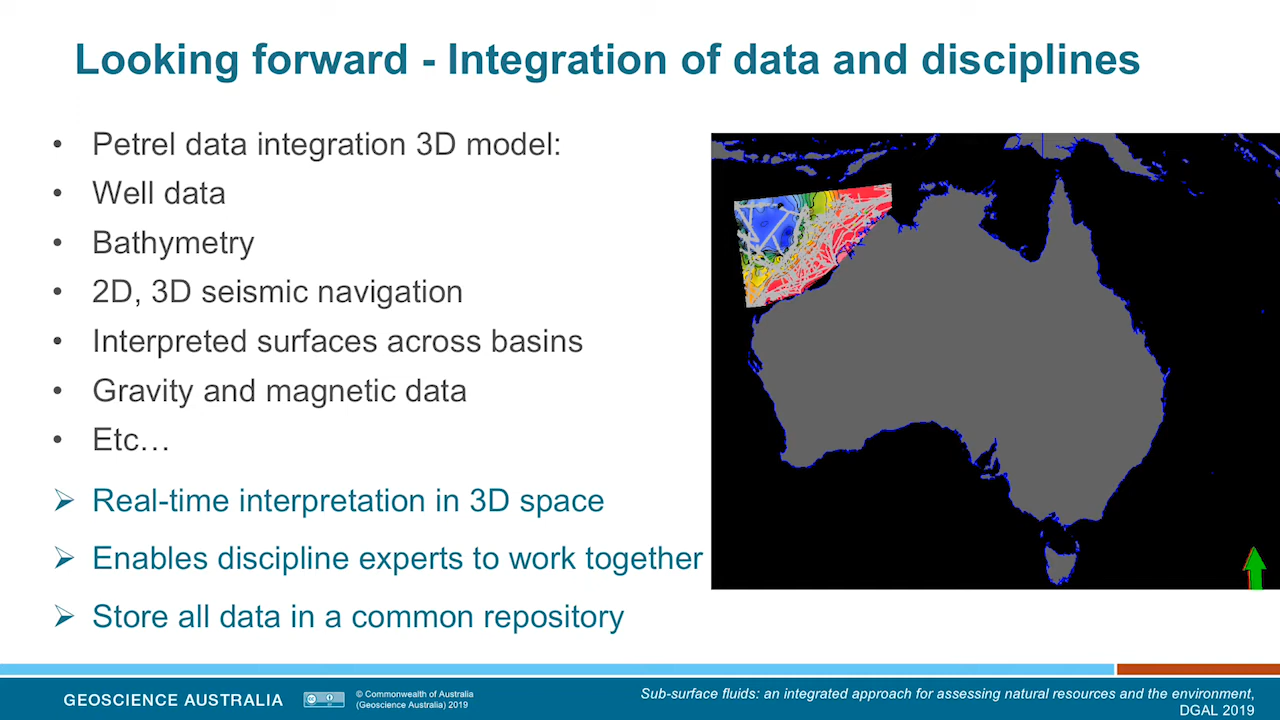 Looking forward - Integration of data and disciplines
• Petrel data integration 3D model:
• Well data
• Bathymetry
• 2D, 3D seismic navigation
• Interpreted surfaces across basins
• Gravity and magnetic data
• Etc…
➢ Real-time interpretation in 3D space
➢ Enables discipline experts to work together
➢ Store all data in a common repository
GEOSCIENCE AUSTRALIA
© Commonwealth of Australia
(Geoscience Australia) 2019
Sub-surface fluids: an integrated approach for assessing natural resources and the environment,
DGAL 2019